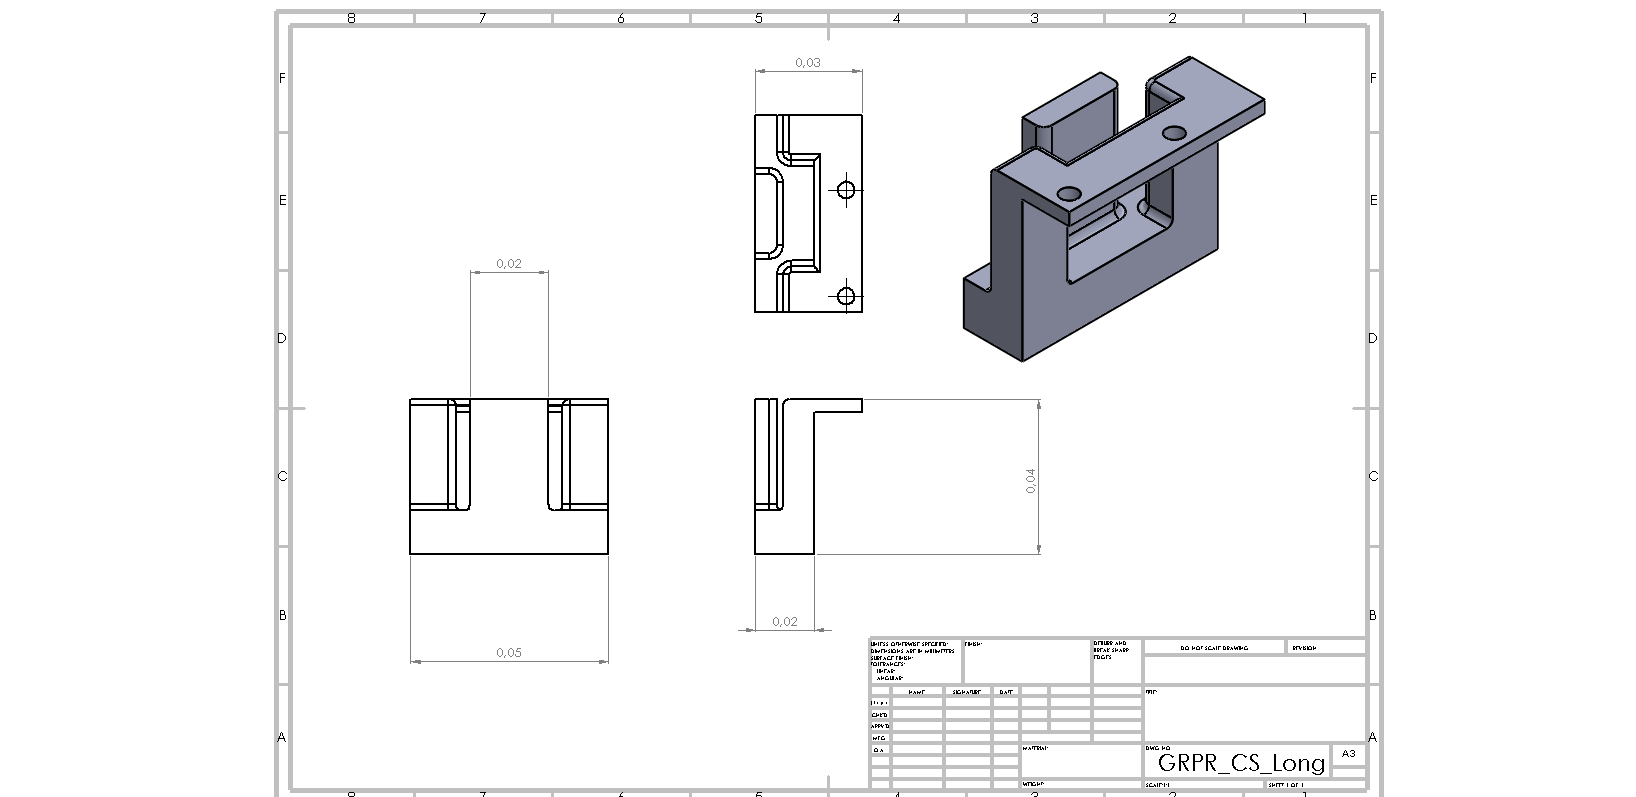 8 7 6 5 4 3 2 1
F F
E E
D D
C C
B B
A A
0,03
0,02
0,04
0,02
0,05
UNLESS OTHERWISE SPECIFIED:
DIMENSIONS ARE IN MILLIMETERS
SURFACE FINISH:
TOLERANCES:
LINEAR:
ANGULAR:
FINISH:
DEBURR AND
BREAK SHARP
EDGES
DO NOT SCALE DRAWING
REVISION
NAME SIGNATURE DATE
TITLE:
CHK'D
APPV'D
MFG
Q.A
MATERIAL:
DWG NO.
GRPR_CS_Long
A3
WEIGHT:
SCALE:1:1
SHEET 1 OF 1
8 7 6 5 4 3 2 1